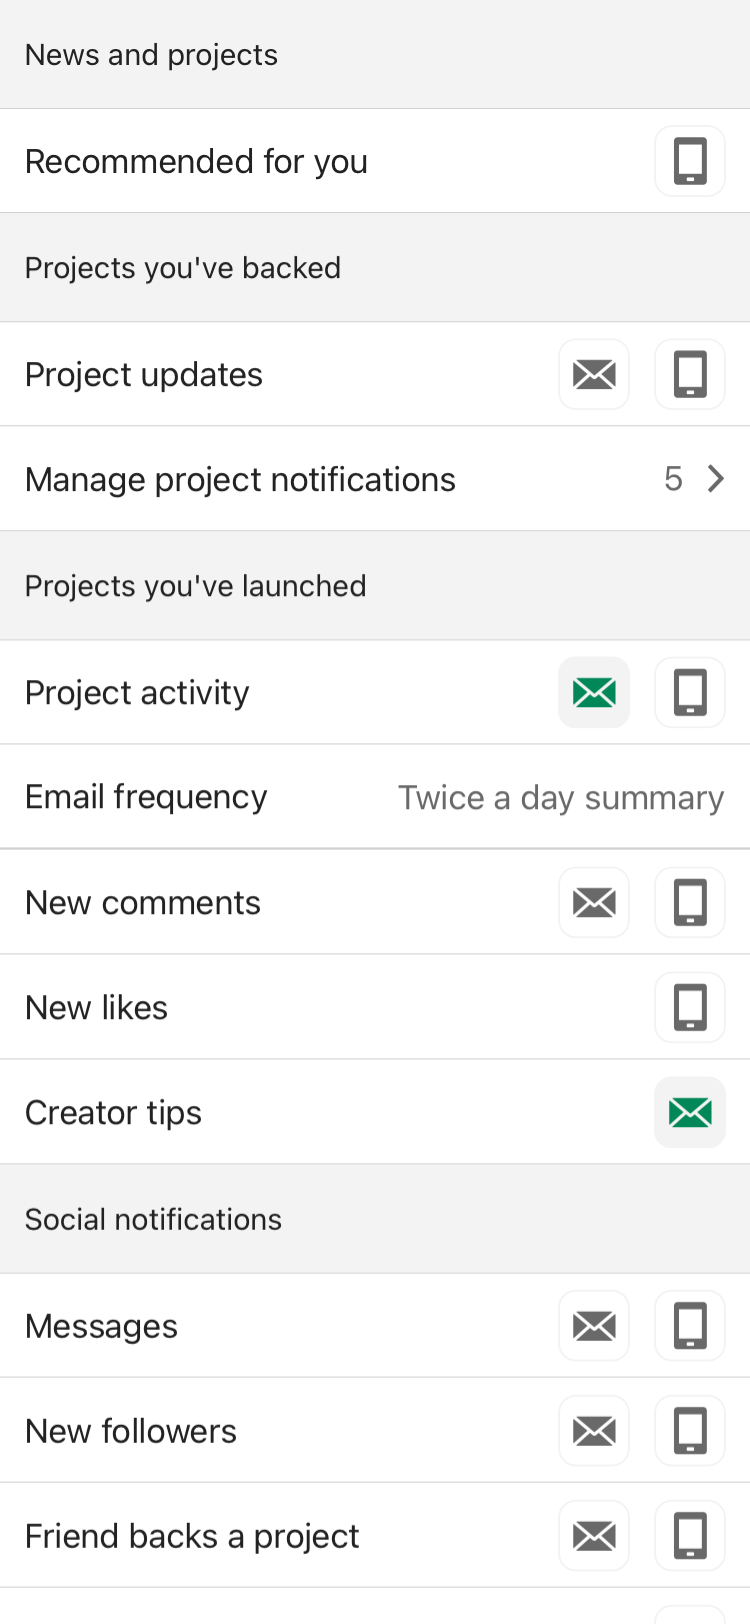 News and projects
Recommended for you
Projects you've backed
Project updates
Manage project notifications 5
Projects you've launched
Project activity
Email frequency Twice a day summary
New comments
New likes
Creator tips
Social notifications
Messages
New followers
Friend backs a project